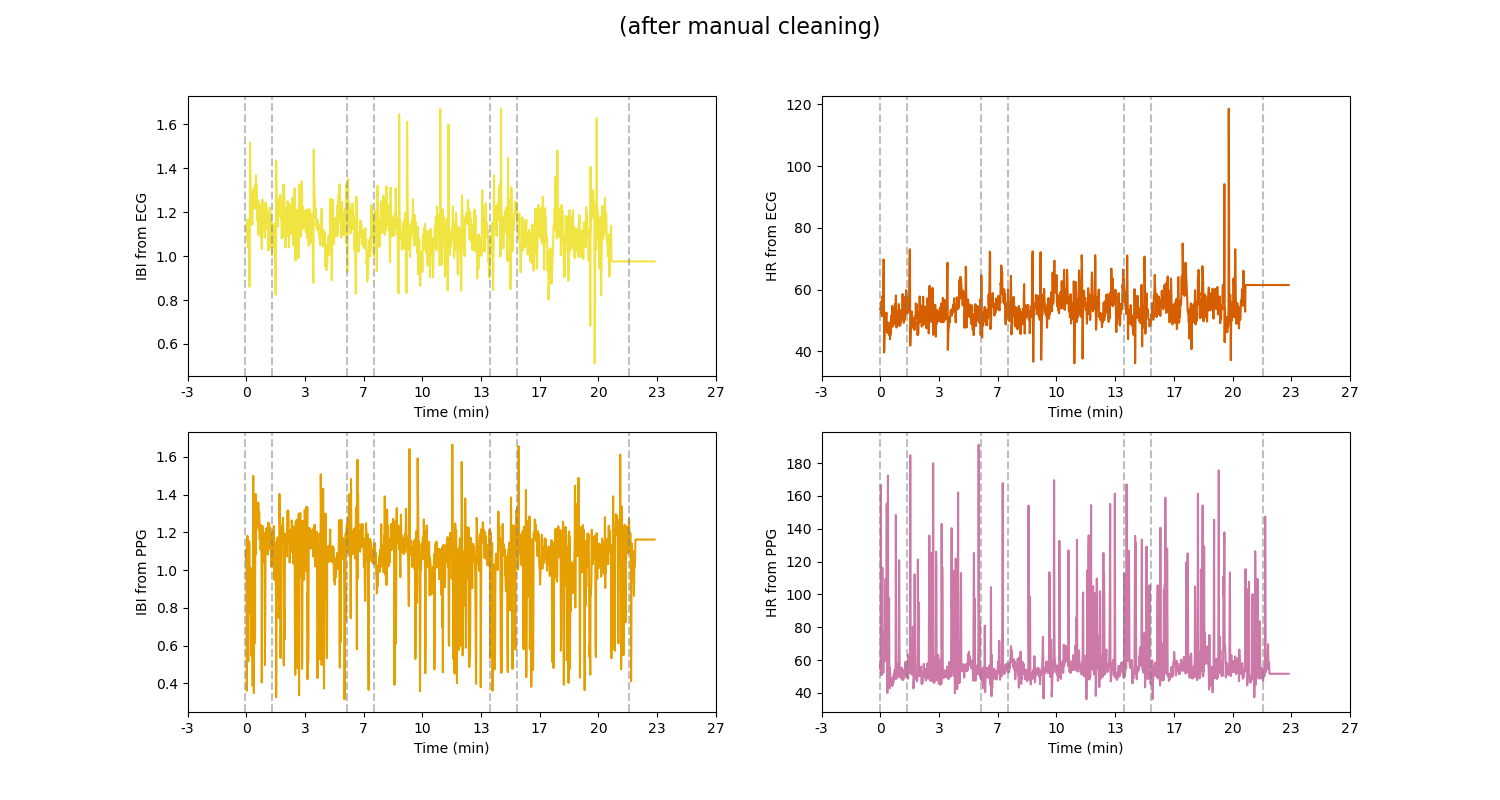 (after manual cleaning)
IBI from ECG
1.6
1.4
1.2
1.0
0.8
0.6
-3 0 3 7 10 13 17 20 23 27
Time (min)
HR from ECG
120
100
80
60
40
-3 0 3 7 10 13 17 20 23 27
Time (min)
IBI from PPG
1.6
1.4
1.2
1.0
0.8
0.6
0.4
-3 0 3 7 10 13 17 20 23 27
Time (min)
HR from PPG
180
160
140
120
100
80
60
40
-3 0 3 7 10 13 17 20 23 27
Time (min)